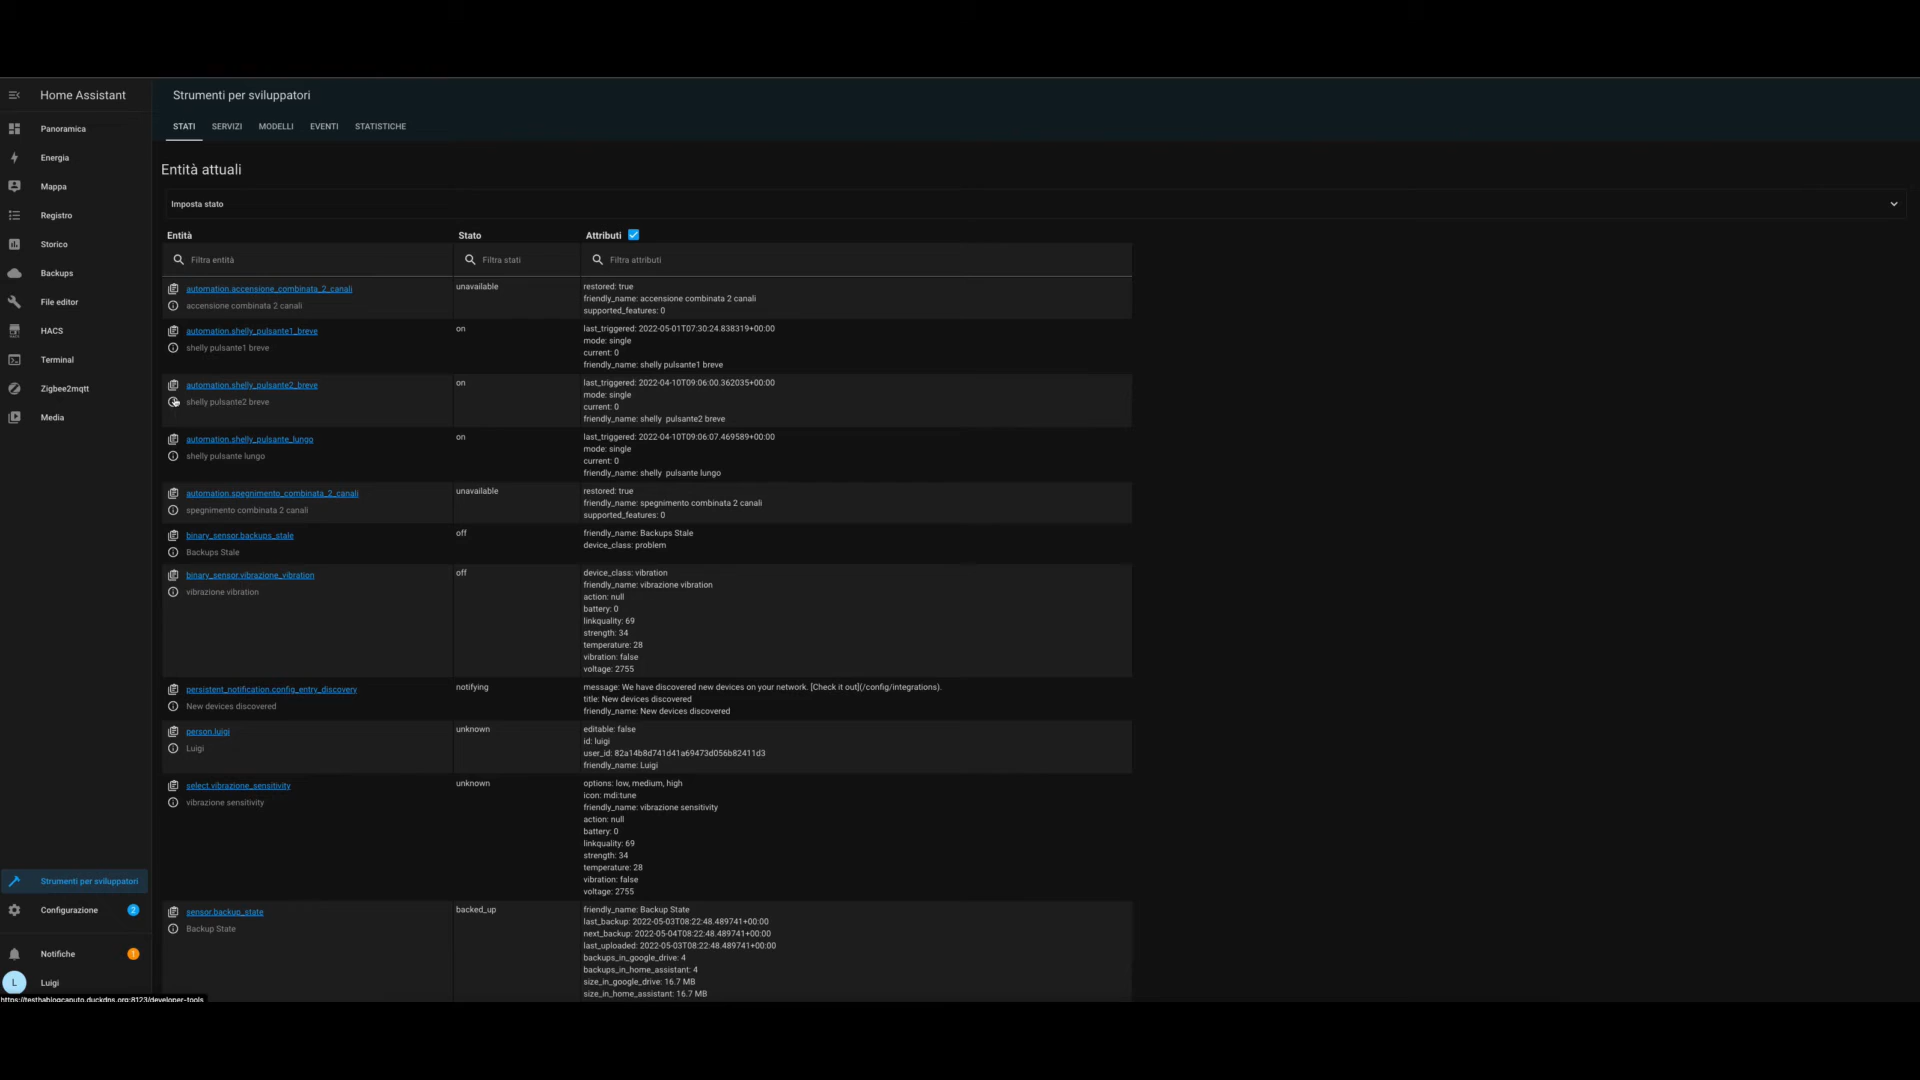 Home Assistant
Panoramica
Energia
Mappa
Registro
Storico
Backups
File editor
HACS
Terminal
Zigbee2mqtt
Media
Strumenti per sviluppatori
Configurazione 2
Notifiche 1
L Luigi
https://testhablogcaputo.duckdns.org:8123/developer-tools
Strumenti per sviluppatori
STATI SERVIZI MODELLI EVENTI STATISTICHE
Entità attuali
Imposta stato
Entità Stato Attributi
Filtra entità Filtra stati Filtra attributi
automation.accensione_combinata_2_canali
accensione combinata 2 canali
unavailable
restored: true
friendly_name: accensione combinata 2 canali
supported_features: 0
automation.shelly_pulsante1_breve
shelly pulsante1 breve
on
last_triggered: 2022-05-01T07:30:24.838319+00:00
mode: single
current: 0
friendly_name: shelly pulsante1 breve
automation.shelly_pulsante2_breve
shelly pulsante2 breve
on
last_triggered: 2022-04-10T09:06:00.362035+00:00
mode: single
current: 0
friendly_name: shelly pulsante2 breve
automation.shelly_pulsante_lungo
shelly pulsante lungo
on
last_triggered: 2022-04-10T09:06:07.469589+00:00
mode: single
current: 0
friendly_name: shelly pulsante lungo
automation.spegnimento_combinata_2_canali
spegnimento combinata 2 canali
unavailable
restored: true
friendly_name: spegnimento combinata 2 canali
supported_features: 0
binary_sensor.backups_stale
Backups Stale
off
friendly_name: Backups Stale
device_class: problem
binary_sensor.vibrazione_vibration
vibrazione vibration
off
device_class: vibration
friendly_name: vibrazione vibration
action: null
battery: 0
linkquality: 69
strength: 34
temperature: 28
vibration: false
voltage: 2755
persistent_notification.config_entry_discovery
New devices discovered
notifying
message: We have discovered new devices on your network. [Check it out](/config/integrations).
title: New devices discovered
friendly_name: New devices discovered
person.luigi
Luigi
unknown
editable: false
id: luigi
user_id: 82a14b8d741d41a69473d056b82411d3
friendly_name: Luigi
select.vibrazione_sensitivity
vibrazione sensitivity
unknown
options: low, medium, high
icon: mdi:tune
friendly_name: vibrazione sensitivity
action: null
battery: 0
linkquality: 69
strength: 34
temperature: 28
vibration: false
voltage: 2755
sensor.backup_state
Backup State
backed_up
friendly_name: Backup State
last_backup: 2022-05-03T08:22:48.489741+00:00
next_backup: 2022-05-04T08:22:48.489741+00:00
last_uploaded: 2022-05-03T08:22:48.489741+00:00
backups_in_google_drive: 4
backups_in_home_assistant: 4
size_in_google_drive: 16.7 MB
size_in_home_assistant: 16.7 MB